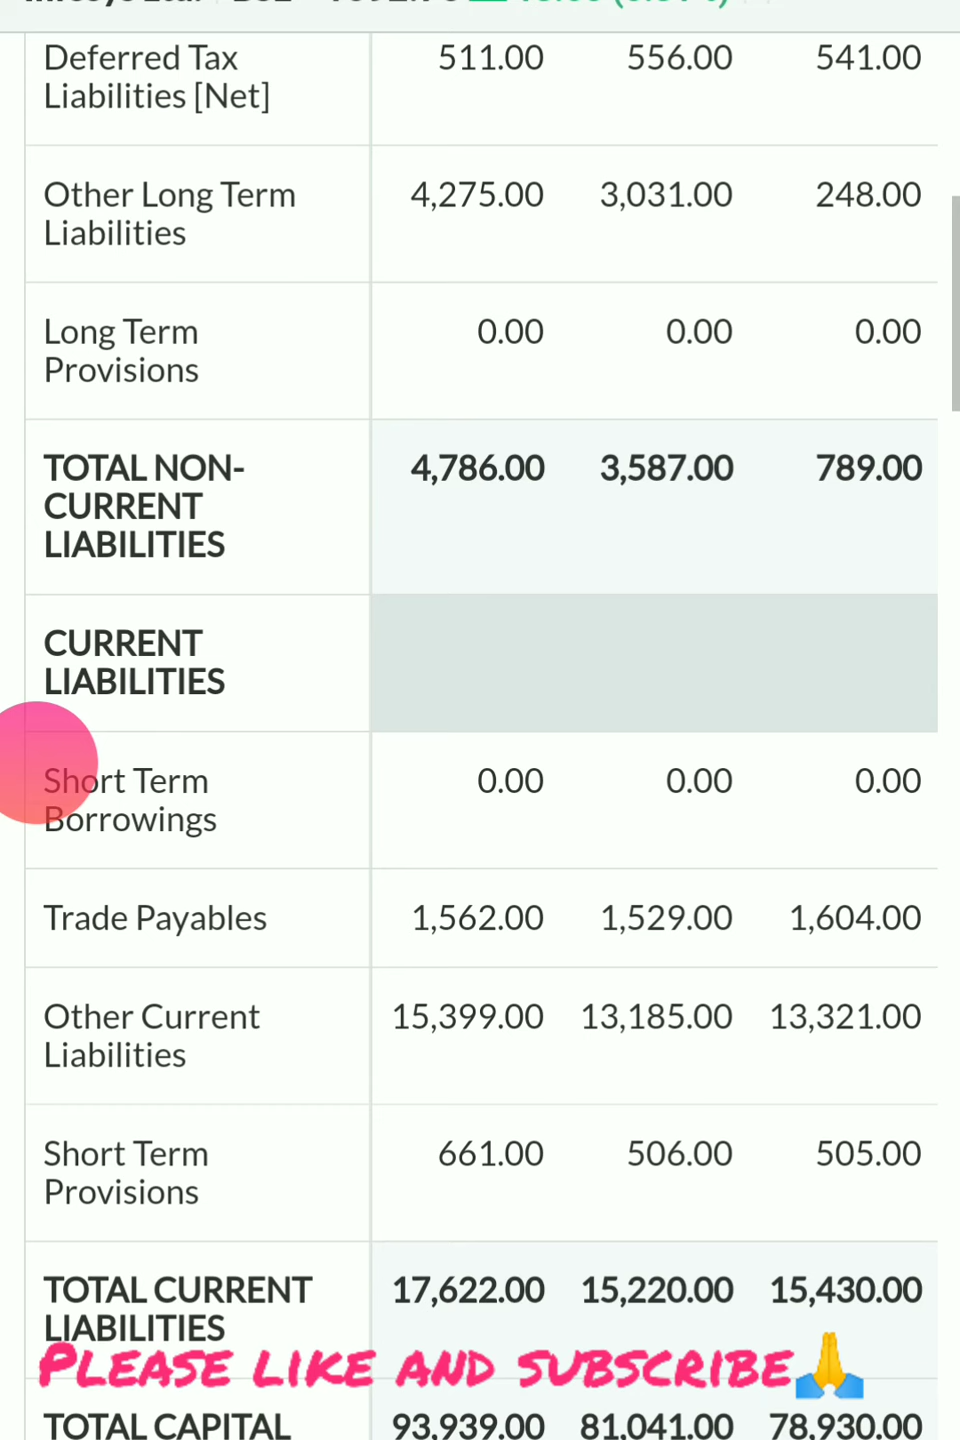 Deferred Tax 511.00 556.00 541.00
Liabilities [Net]
Other Long Term 4,275.00 3,031.00 248.00
Liabilities
Long Term 0.00 0.00 0.00
Provisions
TOTAL NON- 4,786.00 3,587.00 789.00
CURRENT
LIABILITIES
CURRENT
LIABILITIES
Short Term 0.00 0.00 0.00
Borrowings
Trade Payables 1,562.00 1,529.00 1,604.00
Other Current 15,399.00 13,185.00 13,321.00
Liabilities
Short Term 661.00 506.00 505.00
Provisions
TOTAL CURRENT 17,622.00 15,220.00 15,430.00
LIABILITIES
PLEASE LIKE AND SUBSCRIBE🙏
TOTAL CAPITAL 93,939.00 81,041.00 78,930.00